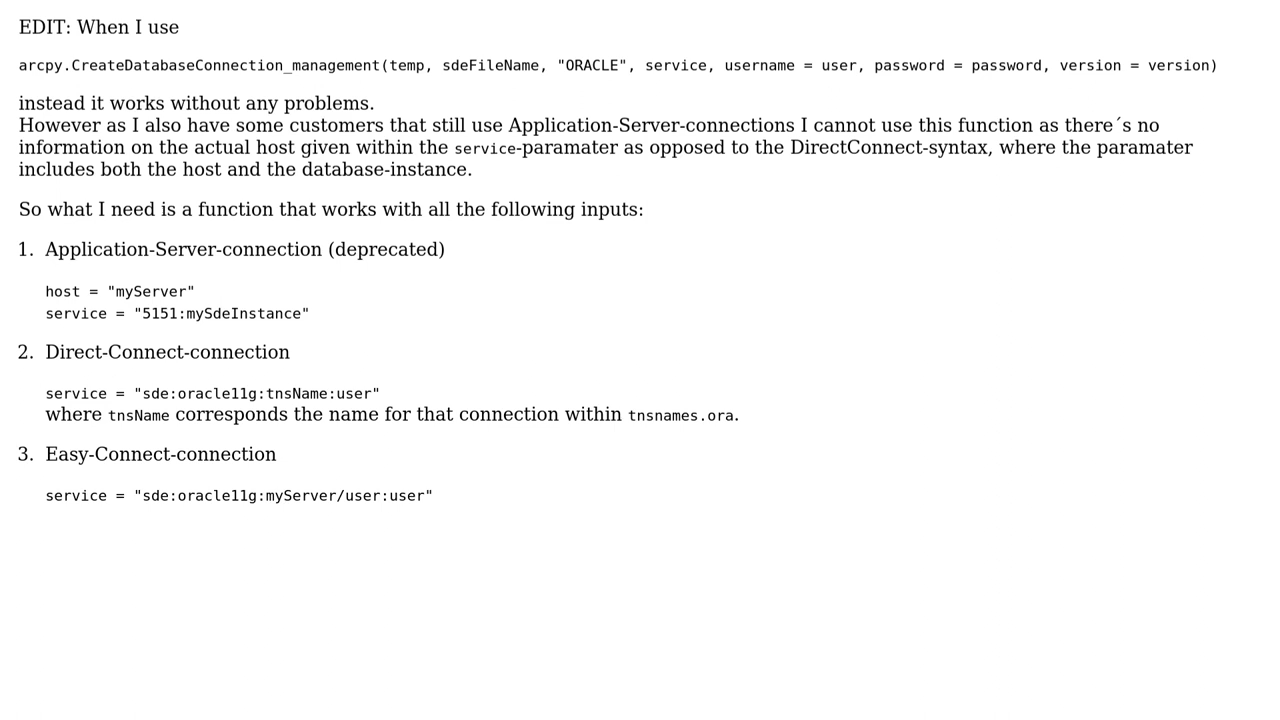 EDIT: When I use
arcpy.CreateDatabaseConnection_management(temp, sdeFileName, "ORACLE", service, username = user, password = password, version = version)
instead it works without any problems.
However as I also have some customers that still use Application-Server-connections I cannot use this function as there´s no
information on the actual host given within the service-paramater as opposed to the DirectConnect-syntax, where the paramater
includes both the host and the database-instance.
So what I need is a function that works with all the following inputs:
1. Application-Server-connection (deprecated)
host = "myServer"
service = "5151:mySdeInstance"
2. Direct-Connect-connection
service = "sde:oracle11g:tnsName:user"
where tnsName corresponds the name for that connection within tnsnames.ora.
3. Easy-Connect-connection
service = "sde:oracle11g:myServer/user:user"